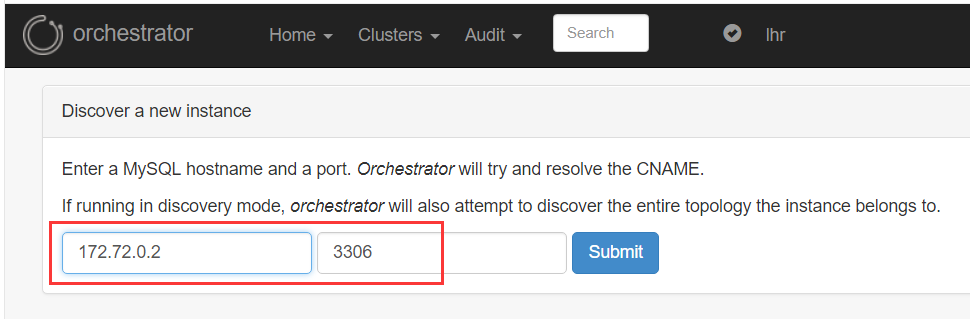 orchestrator Home Clusters Audit Search lhr
Discover a new instance
Enter a MySQL hostname and a port. Orchestrator will try and resolve the CNAME.
If running in discovery mode, orchestrator will also attempt to discover the entire topology the instance belongs to.
172.72.0.2 3306 Submit